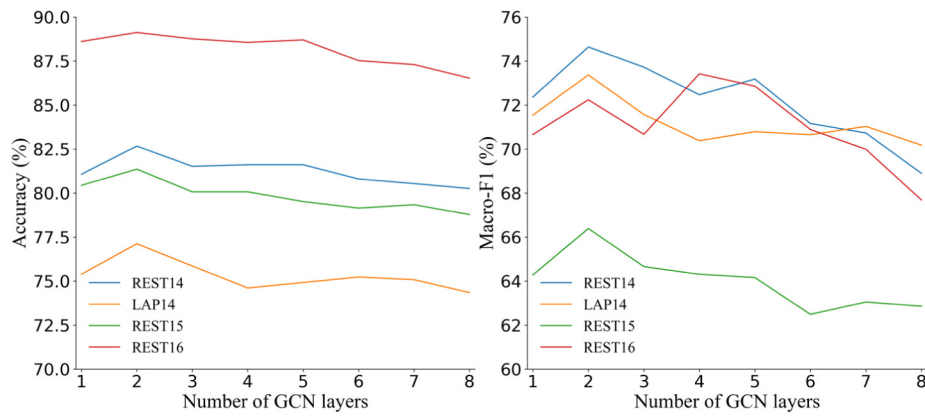 90.0
87.5
85.0
82.5
80.0
77.5
75.0
72.5
70.0
Accuracy (%)
REST14
LAP14
REST15
REST16
1 2 3 4 5 6 7 8
Number of GCN layers
76
74
72
70
68
66
64
62
60
Macro-F1 (%)
REST14
LAP14
REST15
REST16
1 2 3 4 5 6 7 8
Number of GCN layers